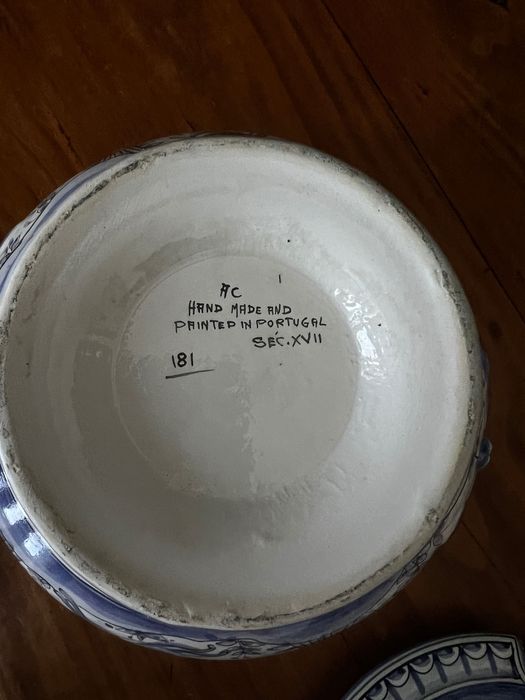 AC
HAND MADE AND
PAINTED IN PORTUGAL
SÉC.XVII
181